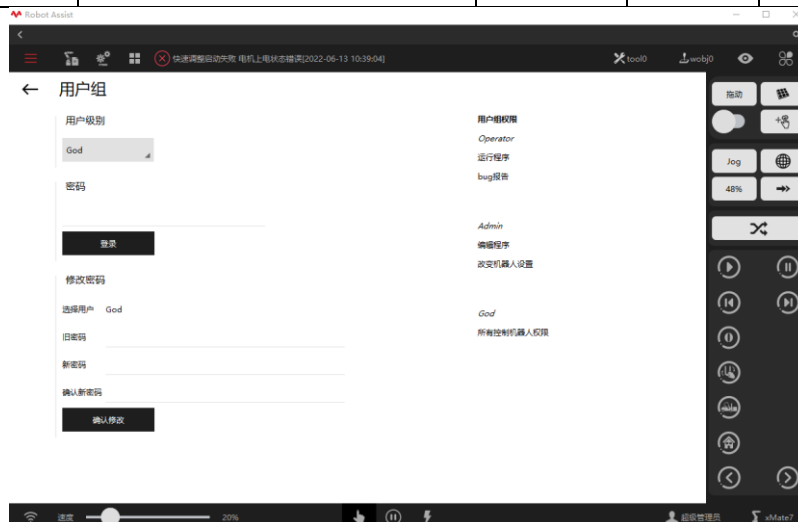 Robot Assist
快速调整启动失败 电机上电状态错误[2022-06-13 10:39:04]
tool0
wobj0
用户组
用户级别
God
密码
登录
修改密码
选择用户 God
旧密码
新密码
确认新密码
确认修改
用户组权限
Operator
运行程序
bug报告
Admin
编辑程序
改变机器人设置
God
所有控制机器人权限
拖动
Jog
48%
速度
20%
超级管理员
xMate7